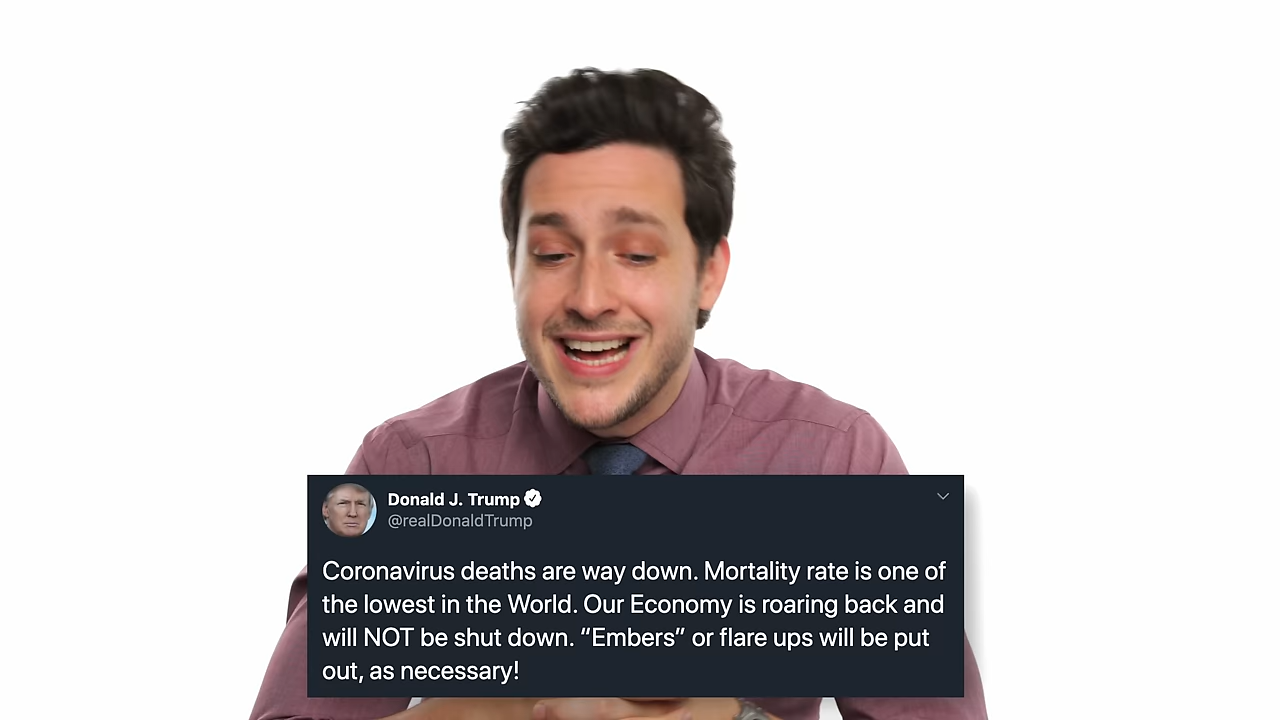 Donald J. Trump
@realDonaldTrump
Coronavirus deaths are way down. Mortality rate is one of
the lowest in the World. Our Economy is roaring back and
will NOT be shut down. “Embers” or flare ups will be put
out, as necessary!